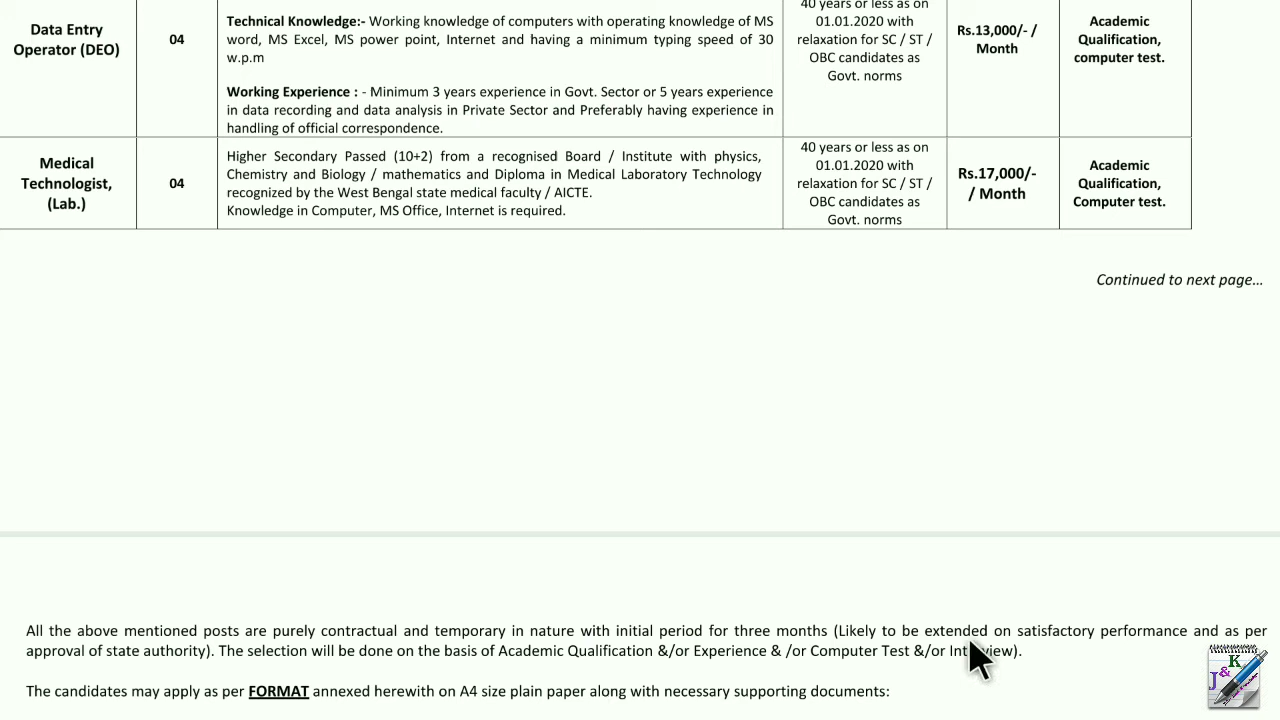 Data Entry
Operator (DEO)
04
Technical Knowledge:- Working knowledge of computers with operating knowledge of MS
word, MS Excel, MS power point, Internet and having a minimum typing speed of 30
w.p.m
Working Experience : - Minimum 3 years experience in Govt. Sector or 5 years experience
in data recording and data analysis in Private Sector and Preferably having experience in
handling of official correspondence.
40 years or less as on
01.01.2020 with
relaxation for SC / ST /
OBC candidates as
Govt. norms
Rs.13,000/- /
Month
Academic
Qualification,
computer test.
Medical
Technologist,
(Lab.)
04
Higher Secondary Passed (10+2) from a recognised Board / Institute with physics,
Chemistry and Biology / mathematics and Diploma in Medical Laboratory Technology
recognized by the West Bengal state medical faculty / AICTE.
Knowledge in Computer, MS Office, Internet is required.
40 years or less as on
01.01.2020 with
relaxation for SC / ST /
OBC candidates as
Govt. norms
Rs.17,000/-
/ Month
Academic
Qualification,
Computer test.
Continued to next page...
All the above mentioned posts are purely contractual and temporary in nature with initial period for three months (Likely to be extended on satisfactory performance and as per
approval of state authority). The selection will be done on the basis of Academic Qualification &/or Experience & /or Computer Test &/or Interview).
The candidates may apply as per FORMAT annexed herewith on A4 size plain paper along with necessary supporting documents:
J&K